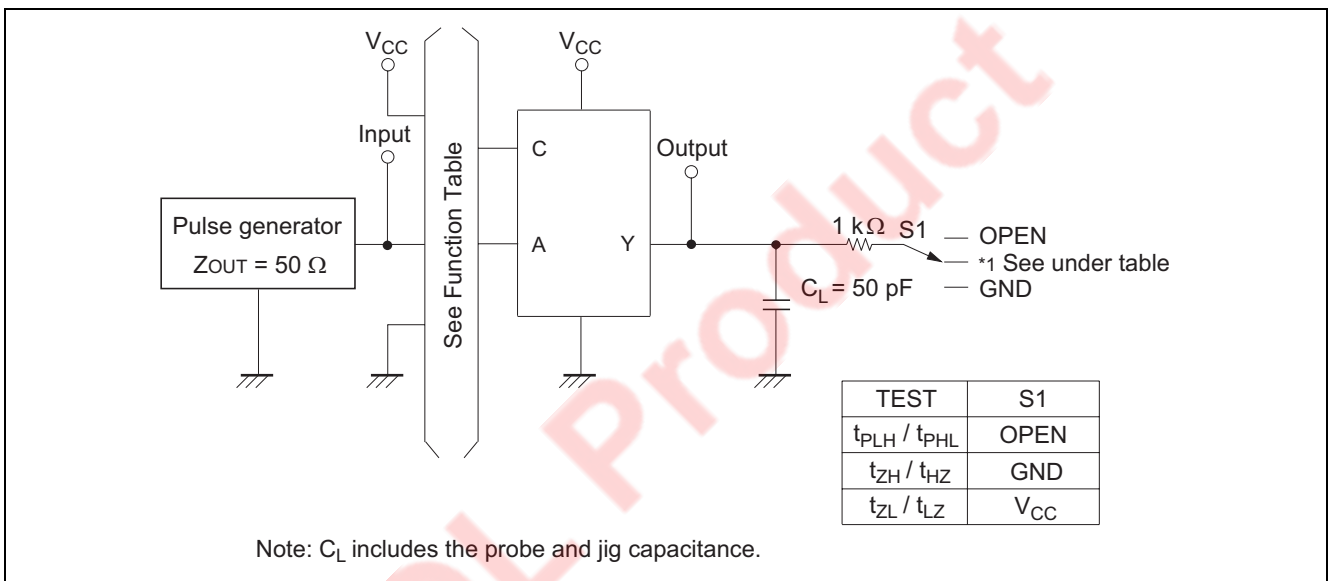 VCC
VCC
Input
See Function Table
C
Output
Pulse generator
ZOUT = 50 Ω
A
Y
1 kΩ
S1
OPEN
*1 See under table
GND
CL = 50 pF
TEST S1
tPLH / tPHL OPEN
tZH / tHZ GND
tZL / tLZ VCC
Note: CL includes the probe and jig capacitance.
L Product